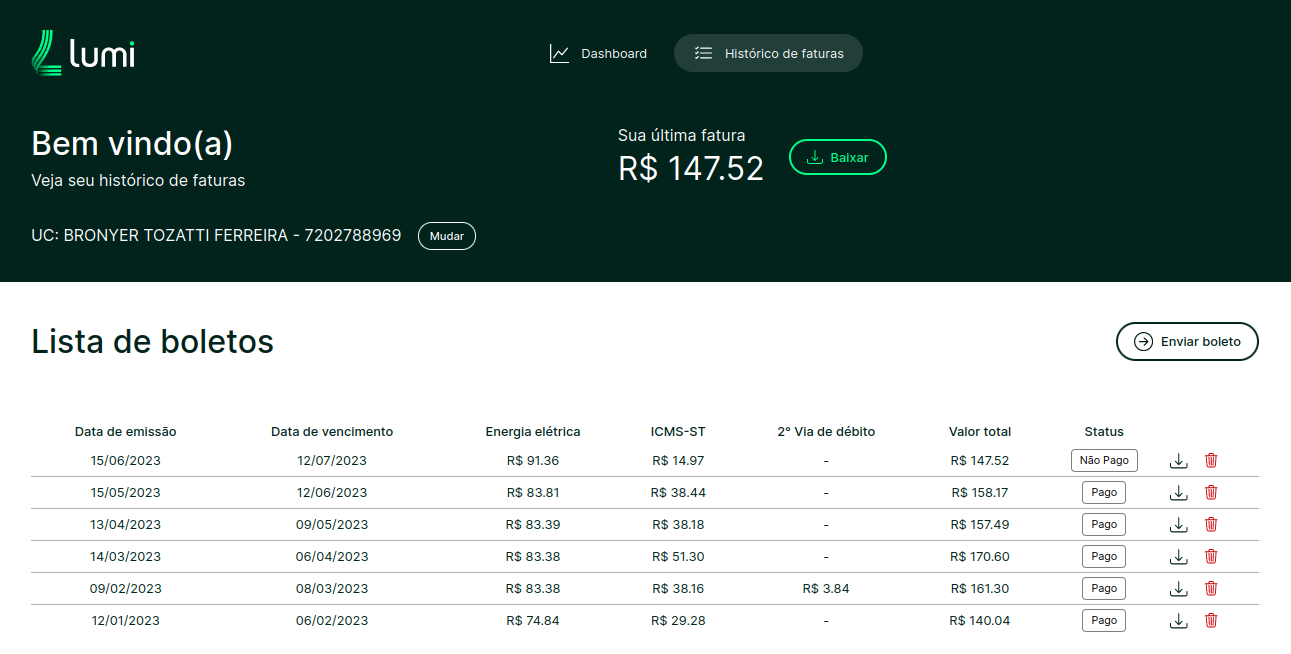 lumi
Dashboard
Histórico de faturas
Bem vindo(a)
Veja seu histórico de faturas
Sua última fatura
R$ 147.52
Baixar
UC: BRONYER TOZATTI FERREIRA - 7202788969
Mudar
Lista de boletos
Enviar boleto
Data de emissão Data de vencimento Energia elétrica ICMS-ST 2° Via de débito Valor total Status
15/06/2023 12/07/2023 R$ 91.36 R$ 14.97 - R$ 147.52 Não Pago
15/05/2023 12/06/2023 R$ 83.81 R$ 38.44 - R$ 158.17 Pago
13/04/2023 09/05/2023 R$ 83.39 R$ 38.18 - R$ 157.49 Pago
14/03/2023 06/04/2023 R$ 83.38 R$ 51.30 - R$ 170.60 Pago
09/02/2023 08/03/2023 R$ 83.38 R$ 38.16 R$ 3.84 R$ 161.30 Pago
12/01/2023 06/02/2023 R$ 74.84 R$ 29.28 - R$ 140.04 Pago